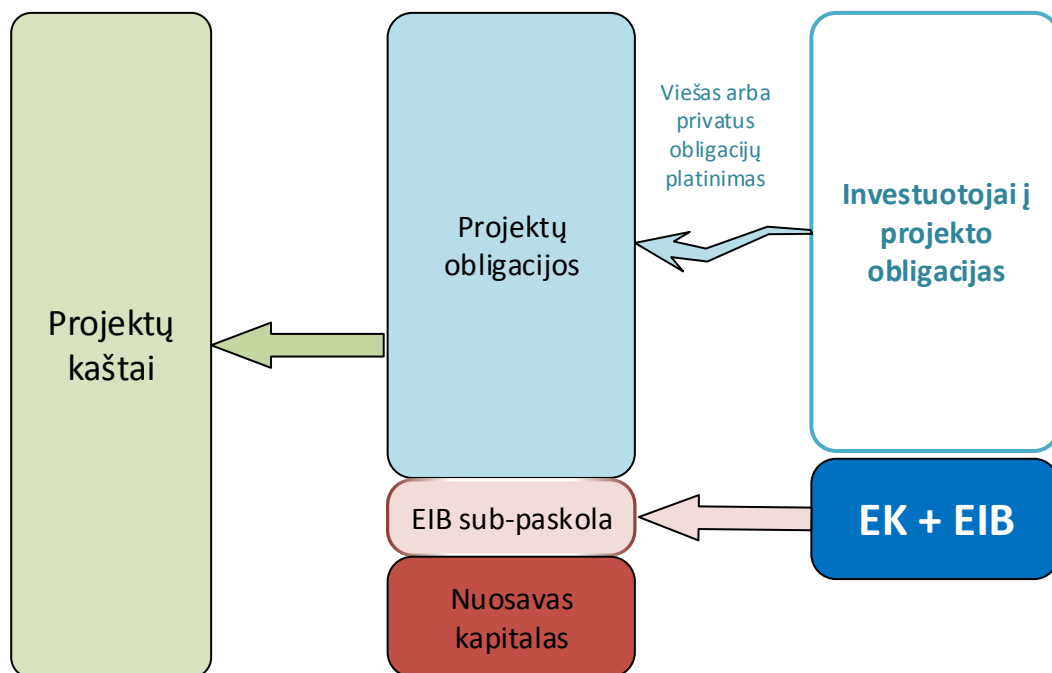 Projektų
kaštai
Projektų
obligacijos
EIB sub-paskola
Nuosavas
kapitalas
Viešas arba
privatus
obligacijų
platinimas
Investuotojai į
projekto
obligacijas
EK + EIB